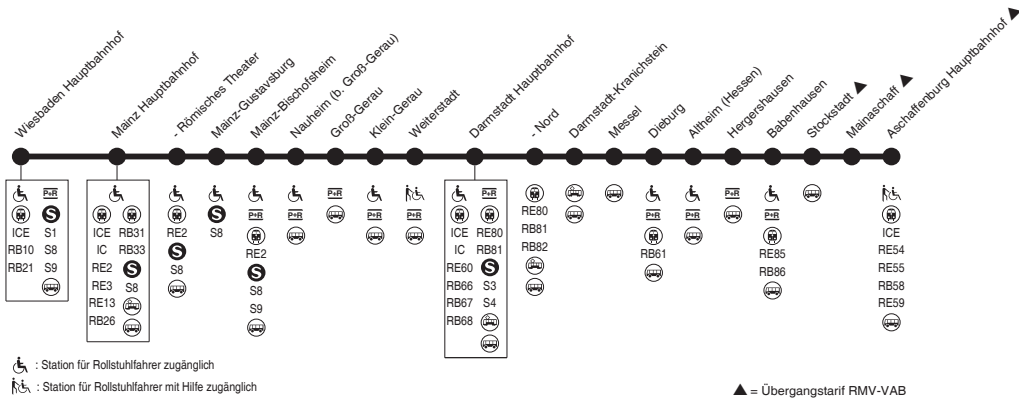 Wiesbaden Hauptbahnhof
Mainz Hauptbahnhof
- Römisches Theater
Mainz-Gustavsburg
Mainz-Bischofsheim
Nauheim (b. Groß-Gerau)
Groß-Gerau
Klein-Gerau
Weiterstadt
Darmstadt Hauptbahnhof
- Nord
Darmstadt-Kranichstein
Messel
Dieburg
Altheim (Hessen)
Hergershausen
Babenhausen
Stockstadt ▲
Mainaschaff ▲
Aschaffenburg Hauptbahnhof ▲
P+R
S
ICE S1
RB10 S8
RB21 S9
ICE RB31
IC RB33
RE2 S
RE3 S8
RE13
RB26
RE2
S
S8
S
S8
P+R
RE2
S
S8
S9
P+R
P+R
P+R
P+R
P+R
ICE RE80
IC RB81
RE60 S
RB66 S3
RB67 S4
RB68
RE80
RB81
RB82
P+R
RB61
P+R
P+R
P+R
RE85
RB86
ICE
RE54
RE55
RB58
RE59
: Station für Rollstuhlfahrer zugänglich
: Station für Rollstuhlfahrer mit Hilfe zugänglich
▲ = Übergangstarif RMV-VAB